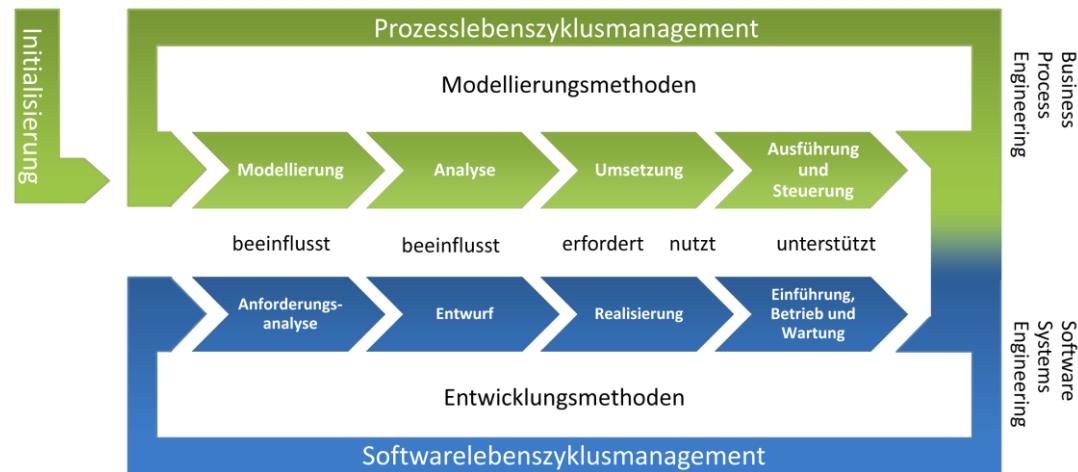 Prozesslebenszyklusmanagement
Initialisierung
Modellierungsmethoden
Business
Process
Engineering
Modellierung
Analyse
Umsetzung
Ausführung
und
Steuerung
beeinflusst
beeinflusst
erfordert
nutzt
unterstützt
Anforderungs-
analyse
Entwurf
Realisierung
Einführung,
Betrieb und
Wartung
Software
Systems
Engineering
Entwicklungsmethoden
Softwarelebenszyklusmanagement